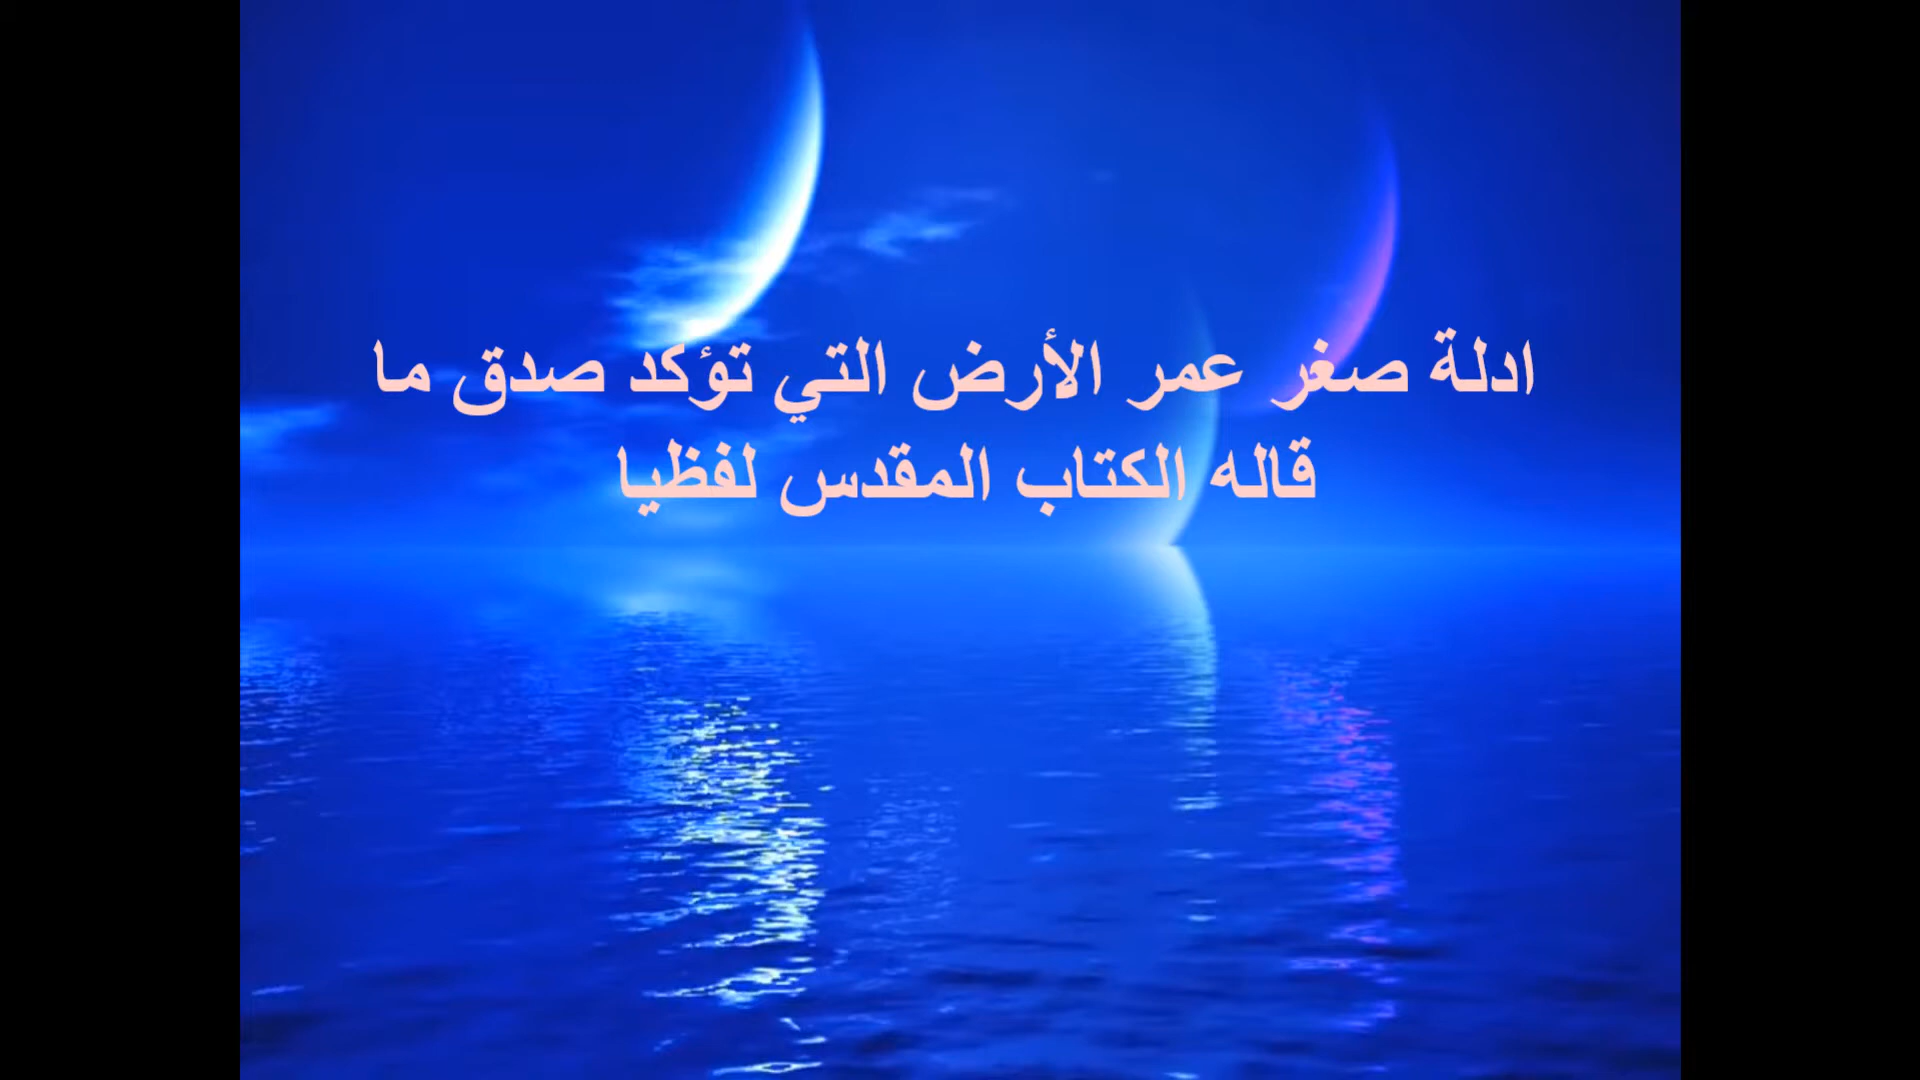 ادلة صغر عمر الأرض التي تؤكد صدق ما
قاله الكتاب المقدس لفظيا